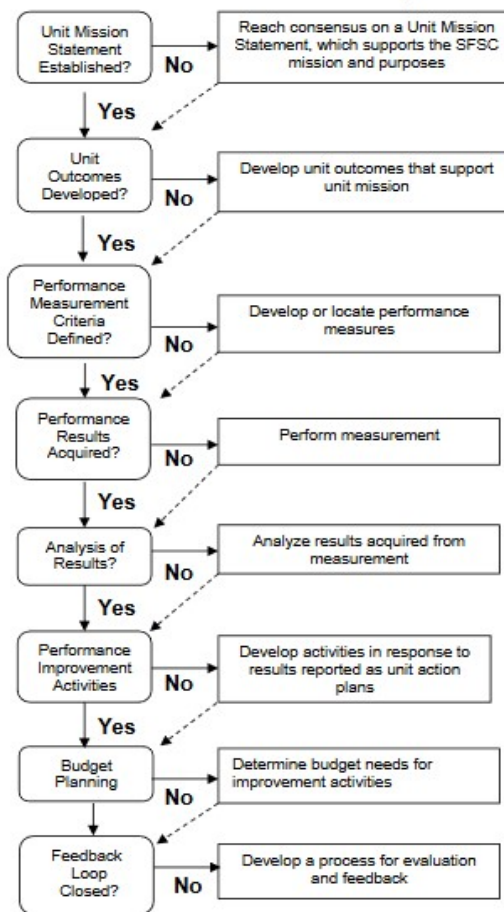 Unit Mission
Statement
Established?
No
Reach consensus on a Unit Mission
Statement, which supports the SFSC
mission and purposes
Yes
Unit
Outcomes
Developed?
No
Develop unit outcomes that support
unit mission
Yes
Performance
Measurement
Criteria
Defined?
No
Develop or locate performance
measures
Yes
Performance
Results
Acquired?
No
Perform measurement
Yes
Analysis of
Results?
No
Analyze results acquired from
measurement
Yes
Performance
Improvement
Activities
No
Develop activities in response to
results reported as unit action
plans
Yes
Budget
Planning
No
Determine budget needs for
improvement activities
Feedback
Loop
Closed?
No
Develop a process for evaluation
and feedback